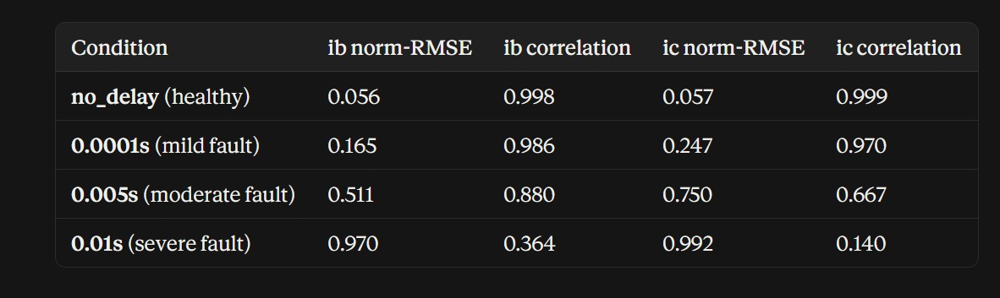 Condition ib norm-RMSE ib correlation ic norm-RMSE ic correlation
no_delay (healthy) 0.056 0.998 0.057 0.999
0.0001s (mild fault) 0.165 0.986 0.247 0.970
0.005s (moderate fault) 0.511 0.880 0.750 0.667
0.01s (severe fault) 0.970 0.364 0.992 0.140